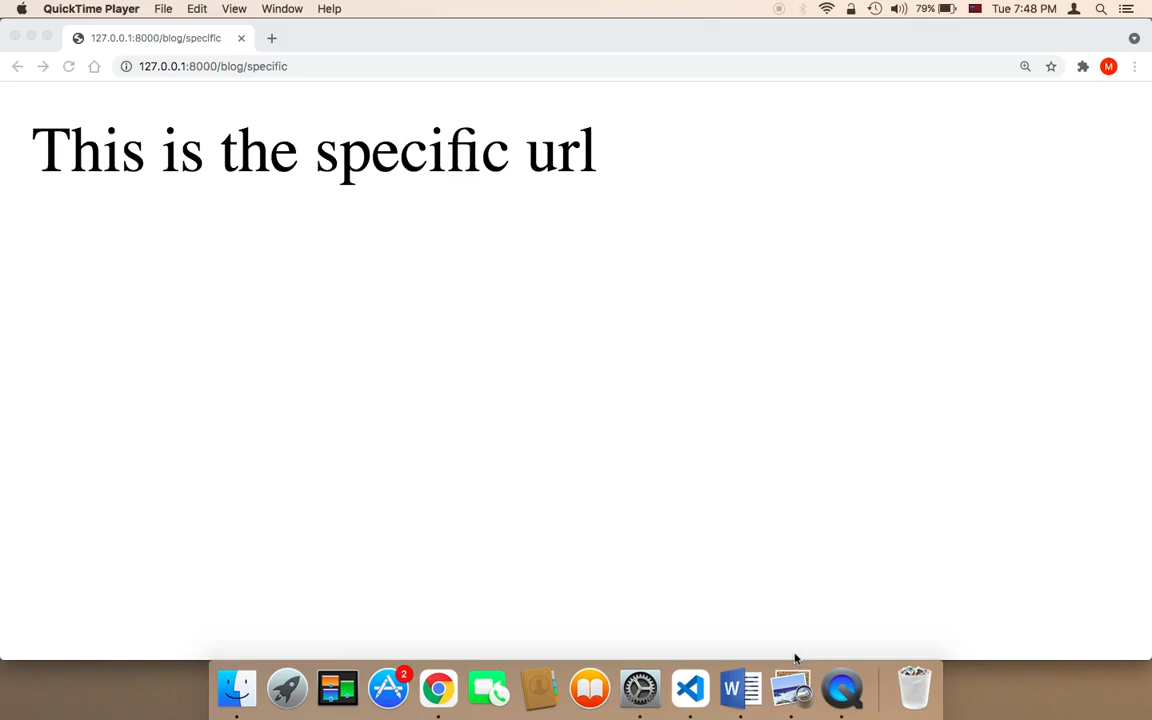 QuickTime Player File Edit View Window Help 79% Tue 7:48 PM
127.0.0.1:8000/blog/specific
127.0.0.1:8000/blog/specific M
This is the specific url
2
W